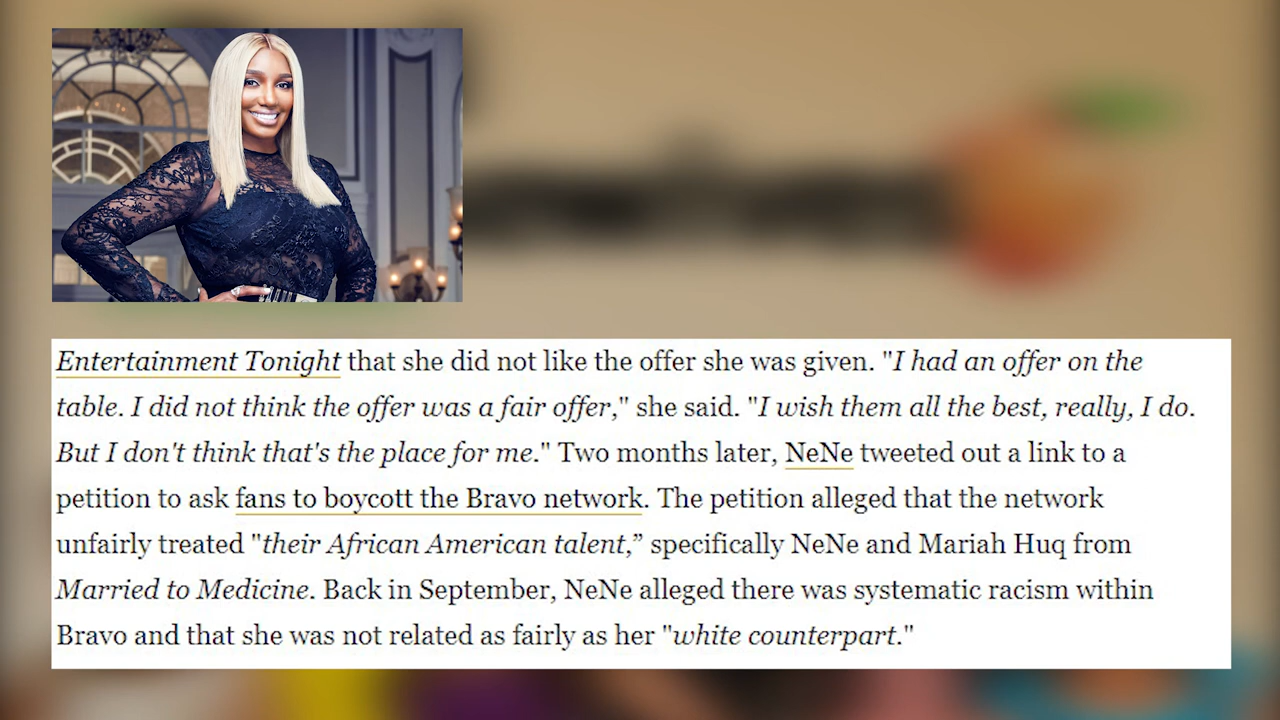 Entertainment Tonight that she did not like the offer she was given. "I had an offer on the
table. I did not think the offer was a fair offer," she said. "I wish them all the best, really, I do.
But I don't think that's the place for me." Two months later, NeNe tweeted out a link to a
petition to ask fans to boycott the Bravo network. The petition alleged that the network
unfairly treated "their African American talent,” specifically NeNe and Mariah Huq from
Married to Medicine. Back in September, NeNe alleged there was systematic racism within
Bravo and that she was not related as fairly as her "white counterpart."